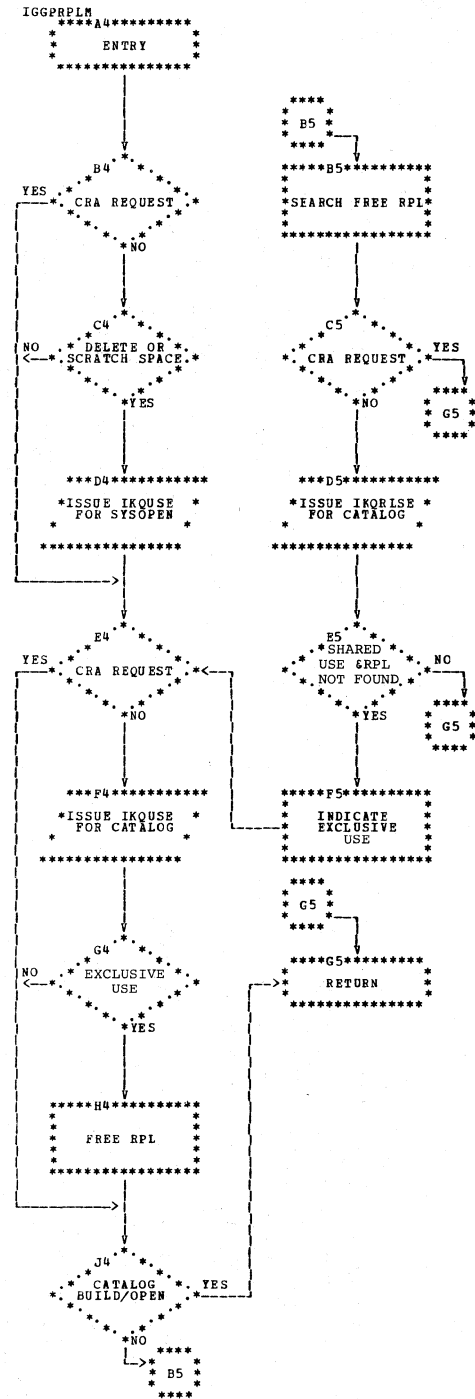 IGGPRPLM
A4
ENTRY
B4
YES
CRA REQUEST
NO
C4
NO
DELETE OR
SCRATCH SPACE
YES
D4
ISSUE IKQUSE
FOR SYSOPEN
E4
YES
CRA REQUEST
NO
F4
ISSUE IKQUSE
FOR CATALOG
G4
NO
EXCLUSIVE
USE
YES
H4
FREE RPL
J4
CATALOG
BUILD/OPEN
YES
NO
B5
B5
B5
SEARCH FREE RPL
C5
CRA REQUEST
YES
G5
NO
D5
ISSUE IKQRLSE
FOR CATALOG
E5
SHARED
USE &RPL
NOT FOUND
NO
G5
YES
F5
INDICATE
EXCLUSIVE
USE
G5
G5
RETURN